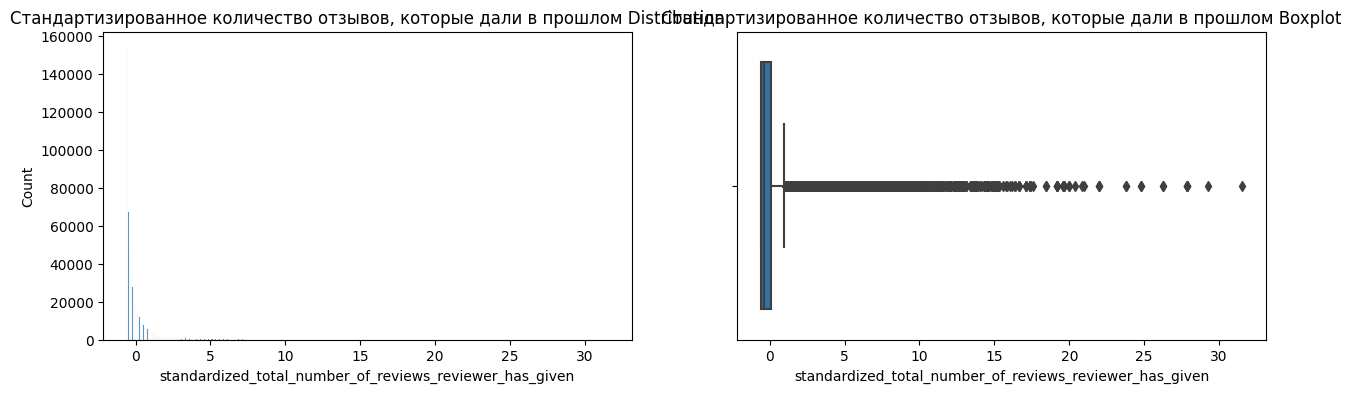 Стандартизированное количество отзывов, которые дали в прошлом Distribution
Стандартизированное количество отзывов, которые дали в прошлом Boxplot
160000
140000
120000
100000
80000
60000
40000
20000
0
Count
0 5 10 15 20 25 30
standardized_total_number_of_reviews_reviewer_has_given
0 5 10 15 20 25 30
standardized_total_number_of_reviews_reviewer_has_given